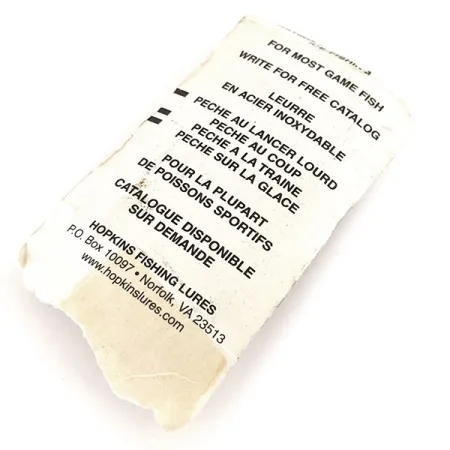 FOR MOST GAME FISH
WRITE FOR FREE CATALOG
LEURRE
EN ACIER INOXYDABLE
PECHE AU LANCER LOURD
PECHE AU COUP
PECHE A LA TRAINE
PECHE SUR LA GLACE
POUR LA PLUPART
DE POISSONS SPORTIFS
CATALOGUE DISPONIBLE
SUR DEMANDE
HOPKINS FISHING LURES
P.O. Box 10097 • Norfolk, VA 23513
www.hopkinslures.com